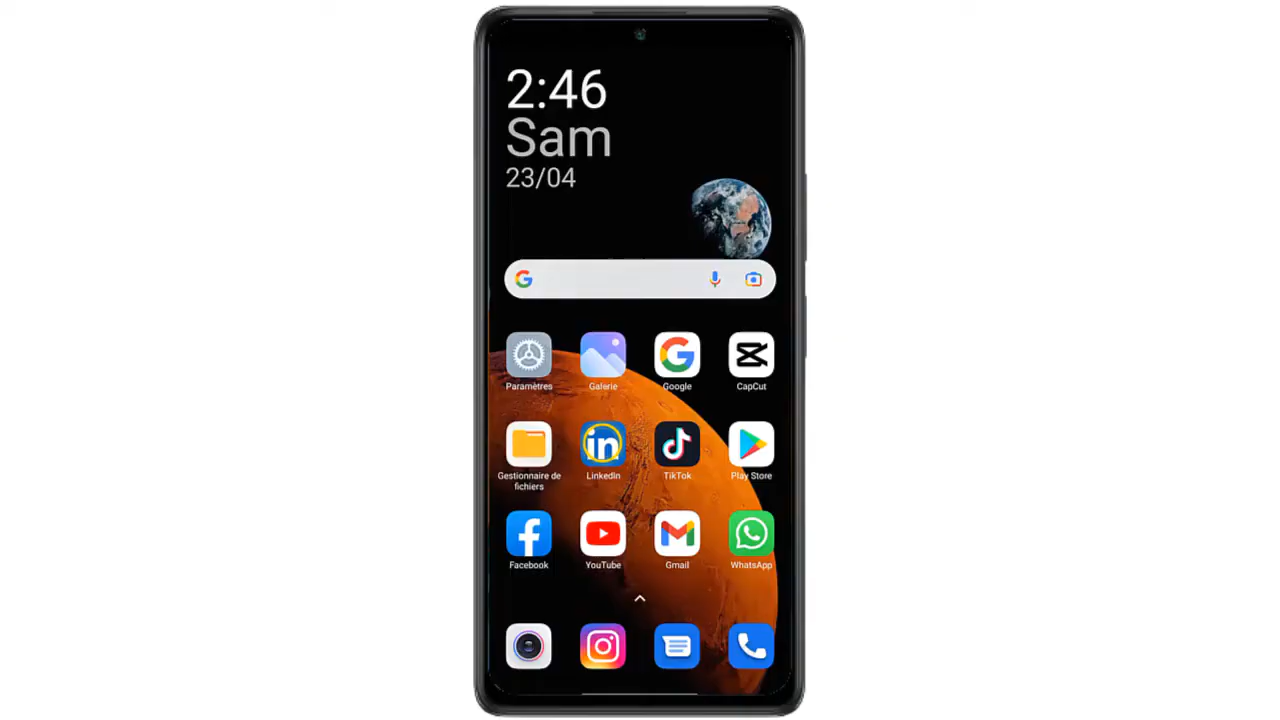 2:46
Sam
23/04
Paramètres
Galerie
Google
CapCut
Gestionnaire de
fichiers
in
LinkedIn
TikTok
Play Store
Facebook
YouTube
Gmail
WhatsApp